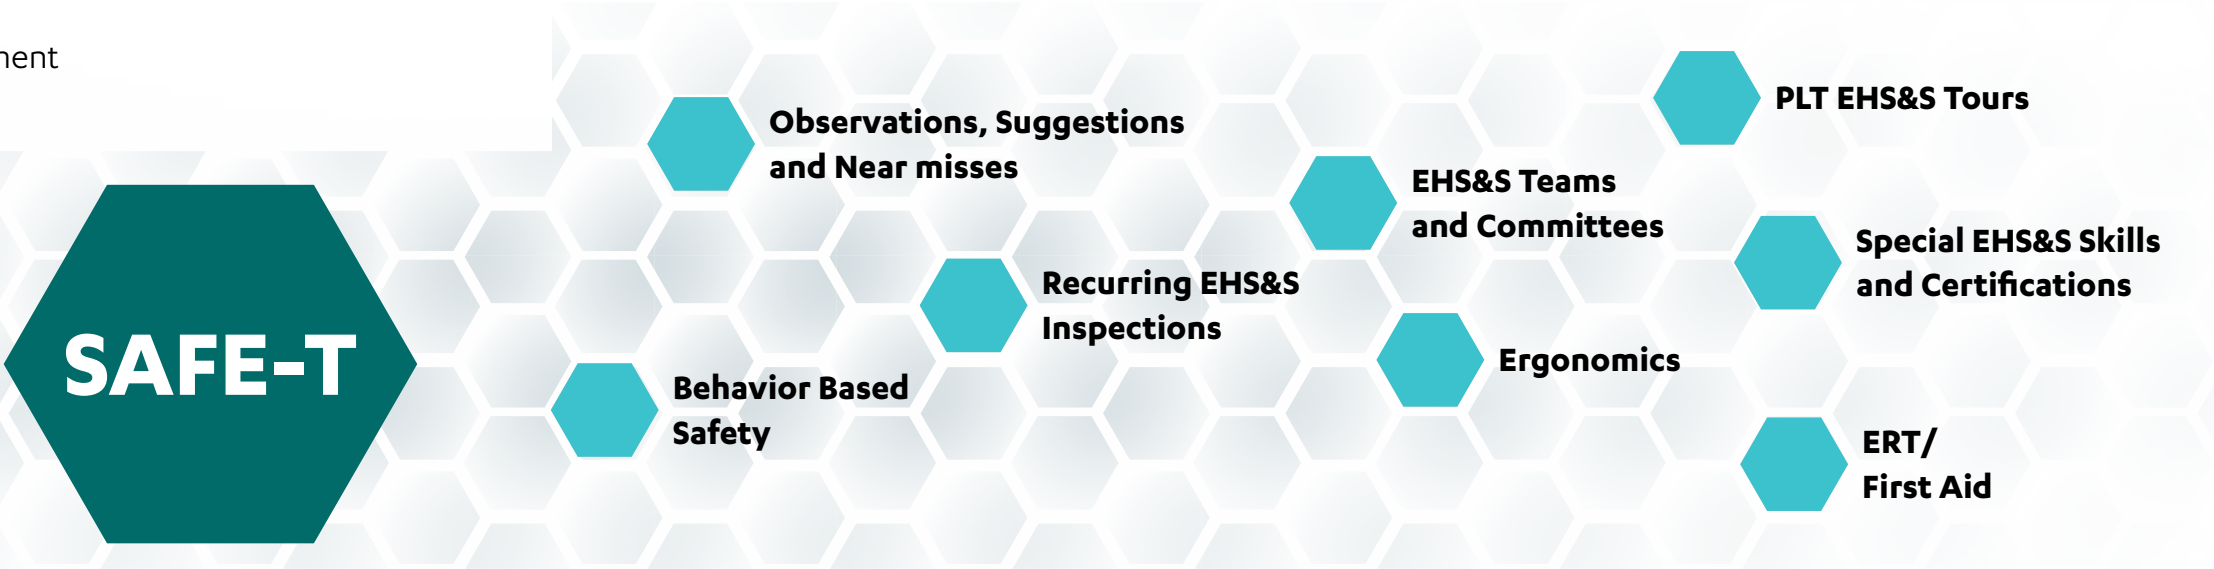 SAFE-T
Observations, Suggestions
and Near misses
Behavior Based
Safety
Recurring EHS&S
Inspections
EHS&S Teams
and Committees
Ergonomics
PLT EHS&S Tours
Special EHS&S Skills
and Certifications
ERT/
First Aid